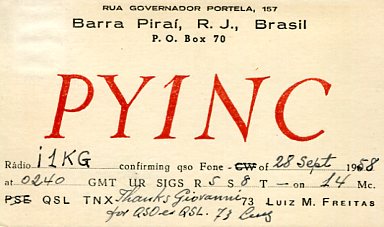 RUA GOVERNADOR PORTELA, 157
Barra Piraí, R. J., Brasil
P. O. Box 70
PY1NC
Rádio i1KG confirming qso Fone - CW of 28 Sept 1958
at 0240 GMT UR SIGS R 5 S 8 T — on 14 Mc.
PSE QSL TNX Thanks Giovanni 73 LUIZ M. FREITAS
for QSO es QSL. 73 Luiz